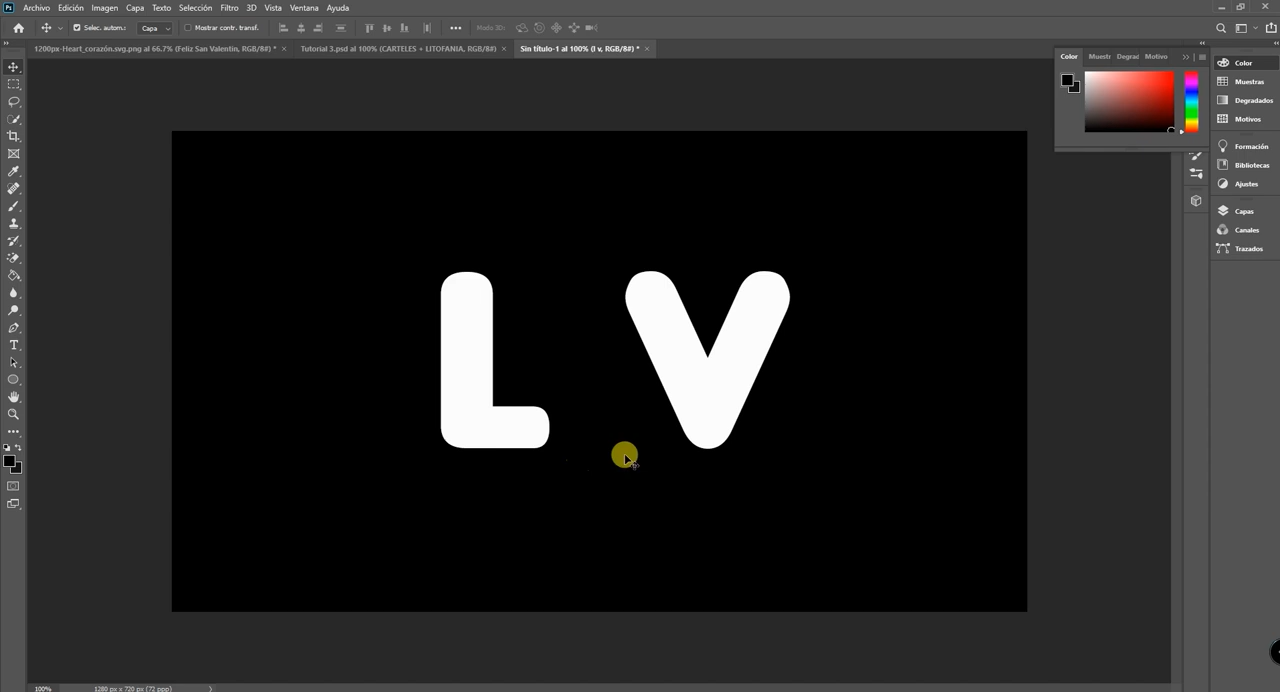 Ps Archivo Edición Imagen Capa Texto Selección Filtro 3D Vista Ventana Ayuda
Selec. autom.: Capa Mostrar contr. transf. Modo 3D:
1200px-Heart_corazón.svg.png al 66,7% (Feliz San Valentin, RGB/8#) * × Tutorial 3.psd al 100% (CARTELES + LITOFANIA, RGB/8#) × Sin título-1 al 100% (l v, RGB/8#) * ×
Color Muestr Degrai Motivo
Color
Muestras
Degradados
Motivos
Formación
Bibliotecas
Ajustes
Capas
Canales
Trazados
L V
100% 1280 px x 720 px (72 ppp)